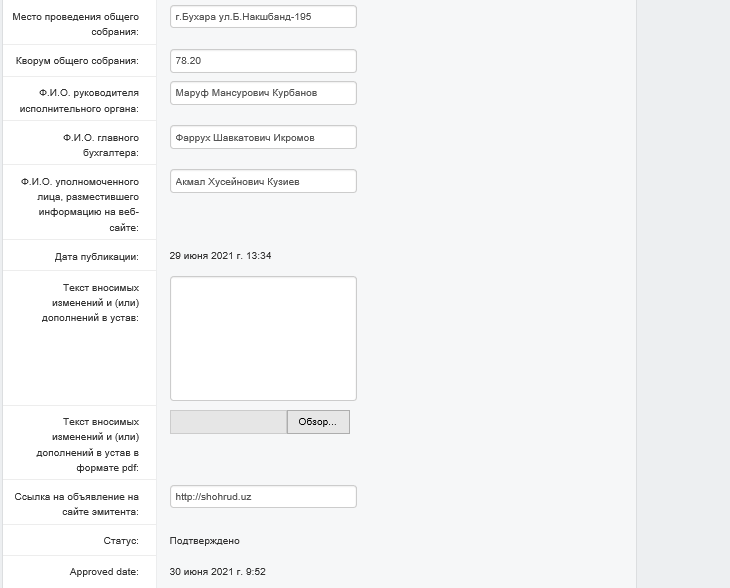 Место проведения общего
собрания:
г.Бухара ул.Б.Накшбанд-195
Кворум общего собрания:
78.20
Ф.И.О. руководителя
исполнительного органа:
Маруф Мансурович Курбанов
Ф.И.О. главного
бухгалтера:
Фаррух Шавкатович Икромов
Ф.И.О. уполномоченного
лица, разместившего
информацию на веб-
сайте:
Акмал Хусейнович Кузиев
Дата публикации:
29 июня 2021 г. 13:34
Текст вносимых
изменений и (или)
дополнений в устав:
Текст вносимых
изменений и (или)
дополнений в устав в
формате pdf:
Обзор...
Ссылка на объявление на
сайте эмитента:
http://shohrud.uz
Статус:
Подтверждено
Approved date:
30 июня 2021 г. 9:52